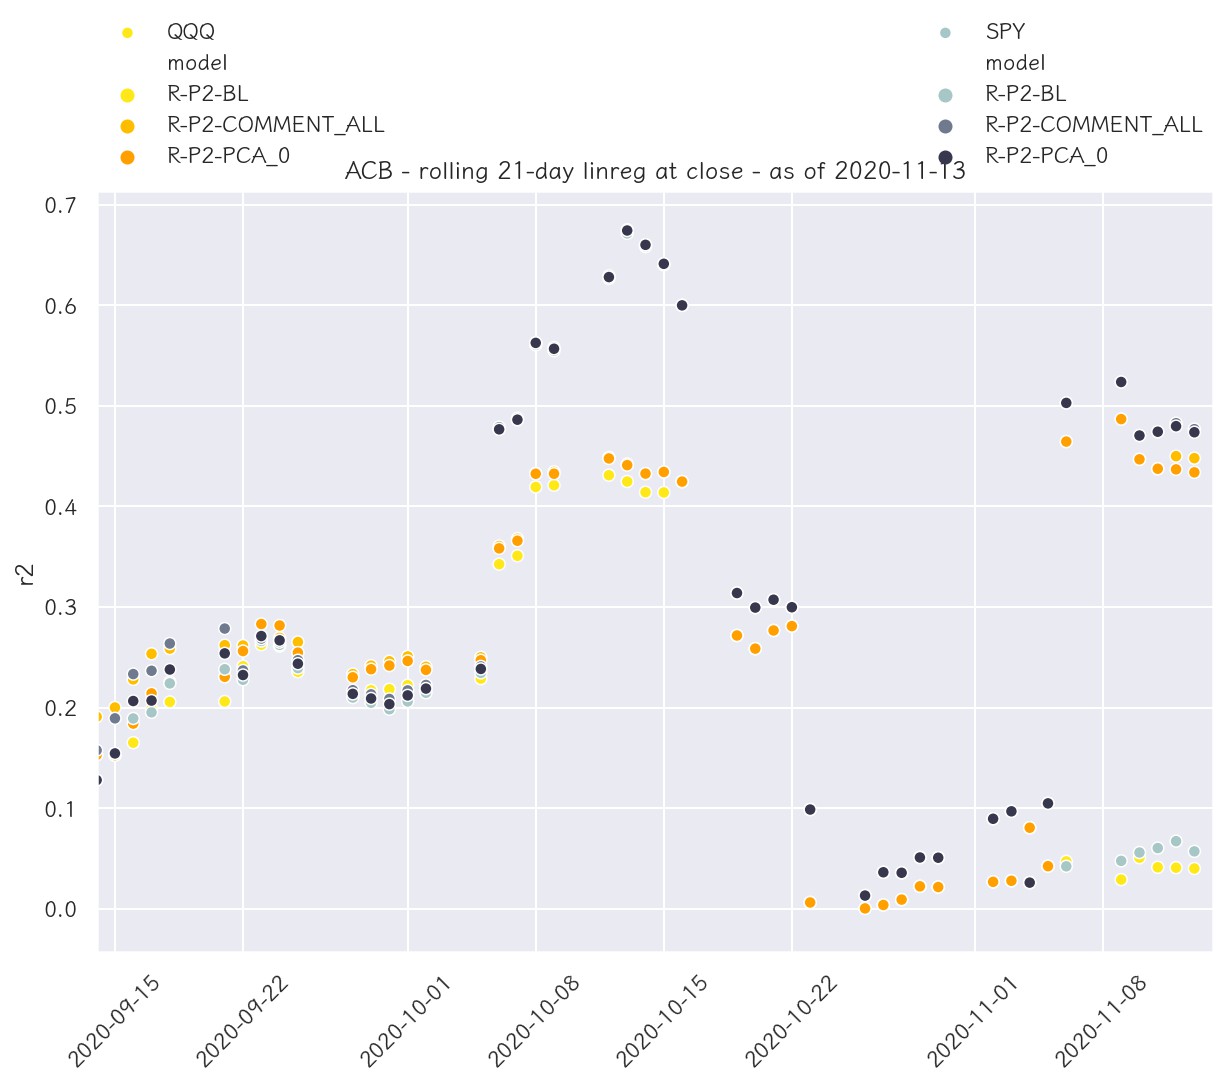 QQQ
model
R-P2-BL
R-P2-COMMENT_ALL
R-P2-PCA_0
SPY
model
R-P2-BL
R-P2-COMMENT_ALL
R-P2-PCA_0
ACB - rolling 21-day linreg at close - as of 2020-11-13
0.7
0.6
0.5
0.4
0.3
0.2
0.1
0.0
r2
2020-09-15
2020-09-22
2020-10-01
2020-10-08
2020-10-15
2020-10-22
2020-11-01
2020-11-08